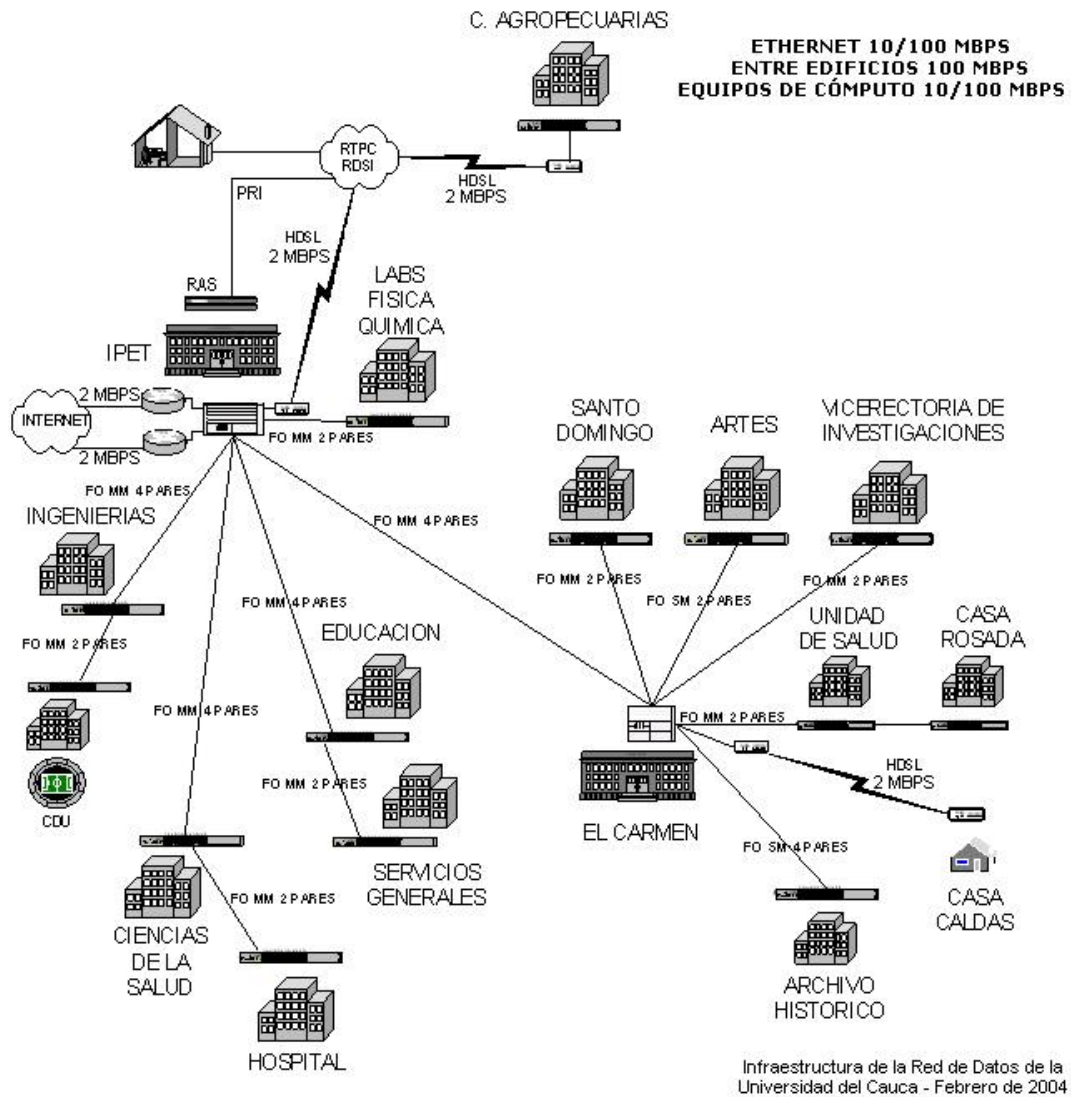 C. AGROPECUARIAS
ETHERNET 10/100 MBPS
ENTRE EDIFICIOS 100 MBPS
EQUIPOS DE CÓMPUTO 10/100 MBPS
RTPC
RDSI
HDSL
2 MBPS
PRI
HDSL
2 MBPS
RAS
LABS
FISICA
QUIMICA
IPET
2 MBPS
INTERNET
2 MBPS
FO MM 2 PARES
FO MM 4 PARES
INGENIERIAS
FO MM 2 PARES
CDU
FO MM 4 PARES
FO MM 4 PARES
FO MM 4 PARES
EDUCACION
FO MM 2 PARES
SERVICIOS
GENERALES
CIENCIAS
DE LA
SALUD
FO MM 2 PARES
HOSPITAL
SANTO
DOMINGO
ARTES
VICERECTORIA DE
INVESTIGACIONES
FO MM 2 PARES
FO SM 2 PARES
FO MM 2 PARES
UNIDAD
DE SALUD
CASA
ROSADA
FO MM 2 PARES
HDSL
2 MBPS
EL CARMEN
FO SM 4 PARES
CASA
CALDAS
ARCHIVO
HISTORICO
Infraestructura de la Red de Datos de la
Universidad del Cauca - Febrero de 2004